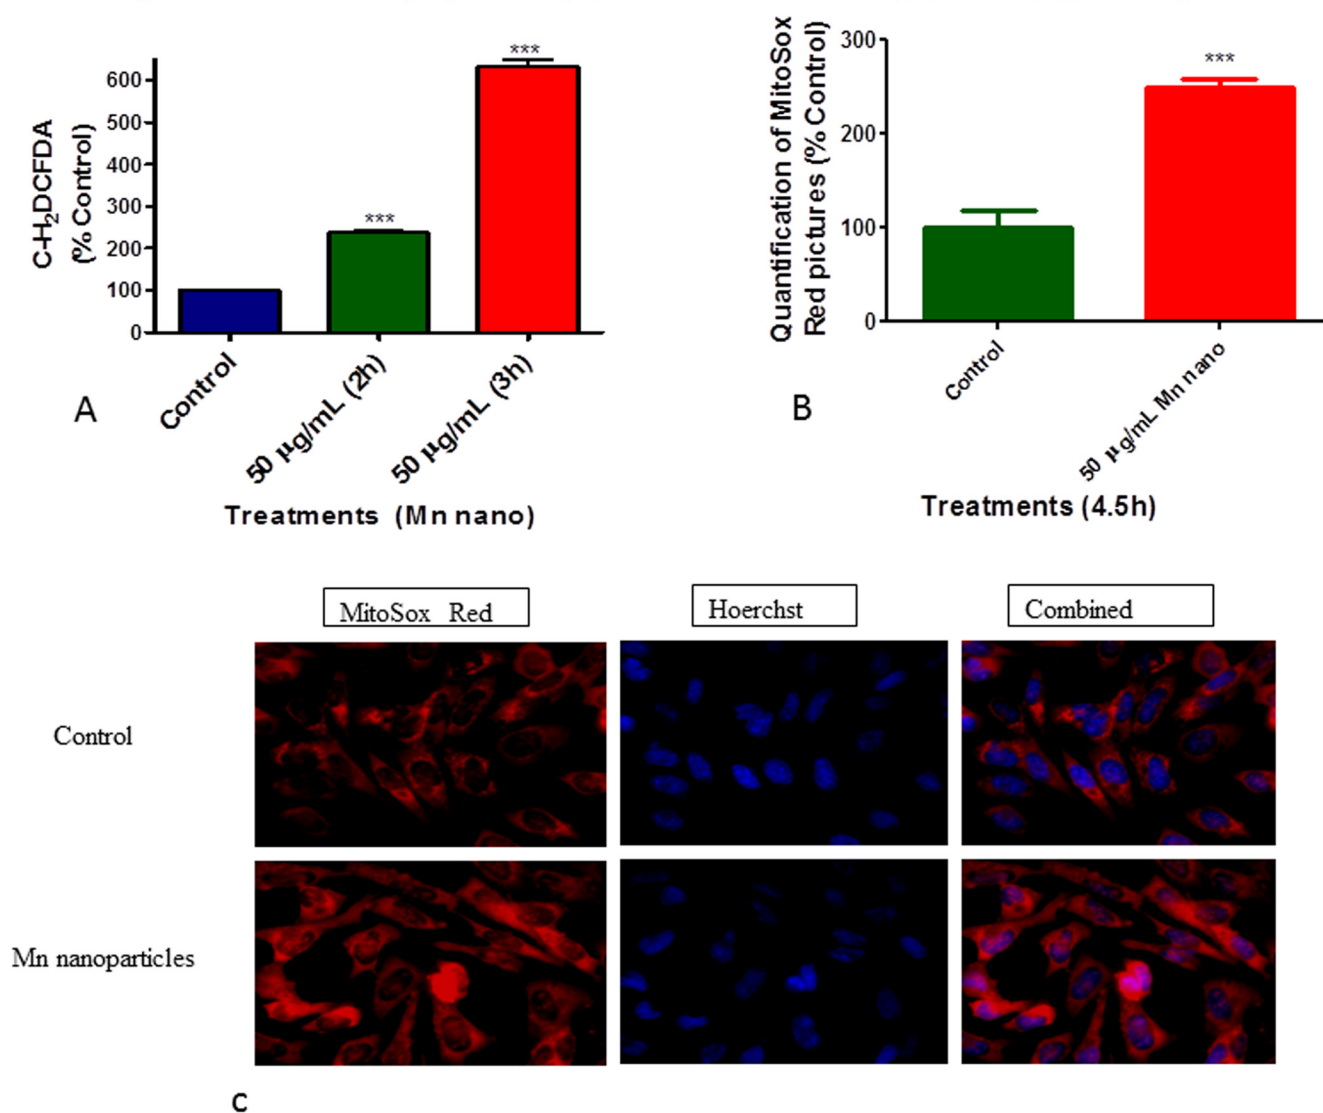 C-H₂DCFDA
(% Control)
600
500
400
300
200
100
0
***
***
Control
50 µg/mL (2h)
50 µg/mL (3h)
Treatments (Mn nano)
A
Quantification of MitoSox
Red pictures (% Control)
300
200
100
0
***
Control
50 µg/mL Mn nano
Treatments (4.5h)
B
MitoSox Red
Hoerchst
Combined
Control
Mn nanoparticles
C